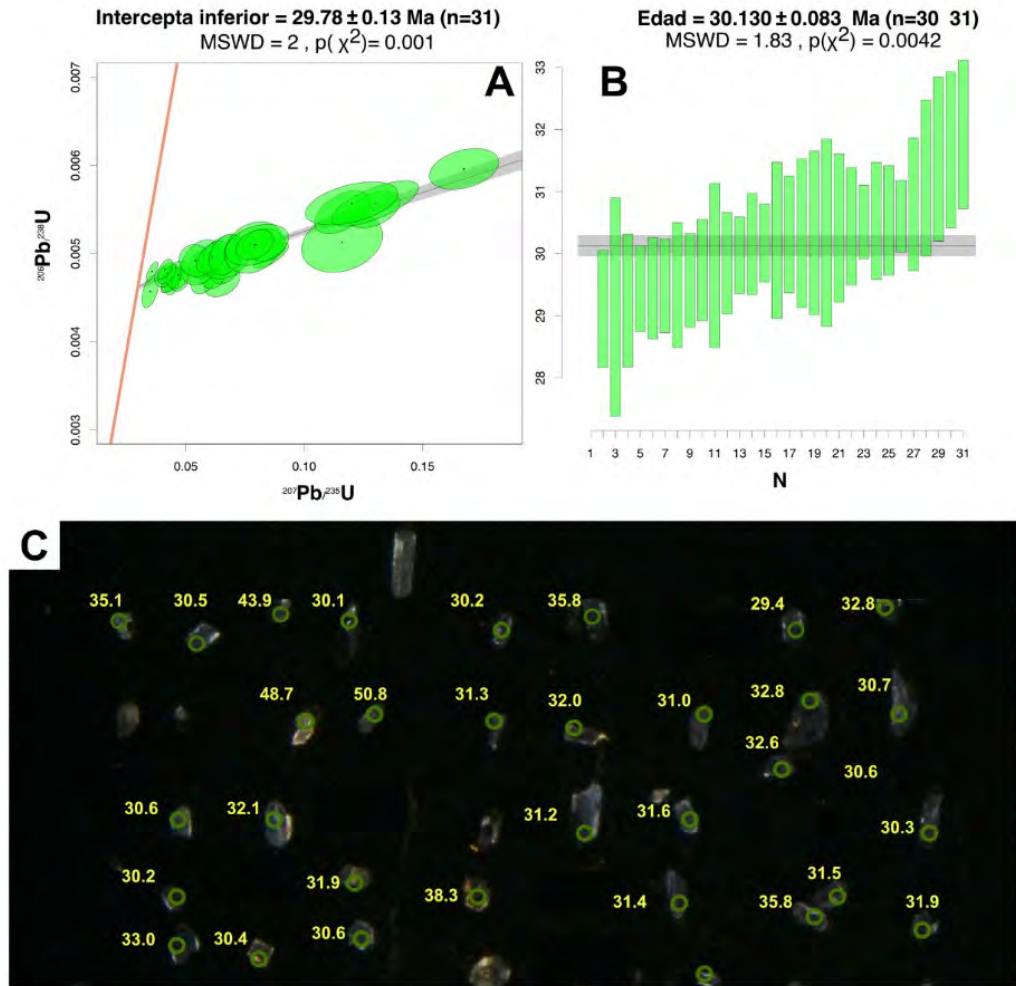 Intercepta inferior = 29.78 ± 0.13 Ma (n=31)
MSWD = 2 , p( χ²)= 0.001
Edad = 30.130 ± 0.083 Ma (n=30 31)
MSWD = 1.83 , p(χ²) = 0.0042
A
0.007
0.006
0.005
0.004
0.003
²⁰⁶Pb/²³⁸U
0.05 0.10 0.15
²⁰⁷Pb/²³⁵U
B
33
32
31
30
29
28
1 3 5 7 9 11 13 15 17 19 21 23 25 27 29 31
N
C
35.1 30.5 43.9 30.1 30.2 35.8 29.4 32.8
48.7 50.8 31.3 32.0 31.0 32.8 30.7
32.6 30.6
30.6 32.1 31.2 31.6 30.3
30.2 31.9 38.3 31.4 35.8 31.5 31.9
33.0 30.4 30.6